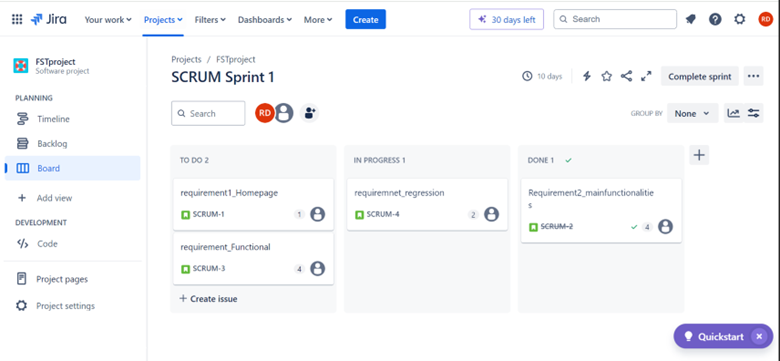 Jira Your work Projects Filters Dashboards More Create 30 days left Search RD
FSTproject
Software project
PLANNING
Timeline
Backlog
Board
Add view
DEVELOPMENT
Code
Project pages
Project settings
Projects / FSTproject
SCRUM Sprint 1
10 days Complete sprint
Search RD GROUP BY None
TO DO 2
requirement1_Homepage
SCRUM-1 1
requirement_Functional
SCRUM-3 4
+ Create issue
IN PROGRESS 1
requiremnet_regression
SCRUM-4 2
DONE 1
Requirement2_mainfunctionalitie
s
SCRUM-2 4
Quickstart